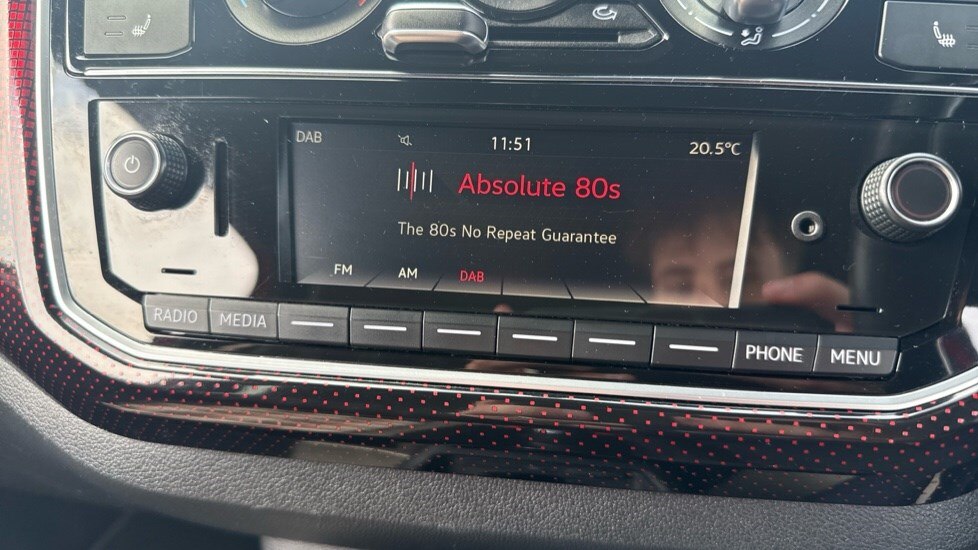 DAB 11:51 20.5°C
Absolute 80s
The 80s No Repeat Guarantee
FM AM DAB
RADIO MEDIA PHONE MENU